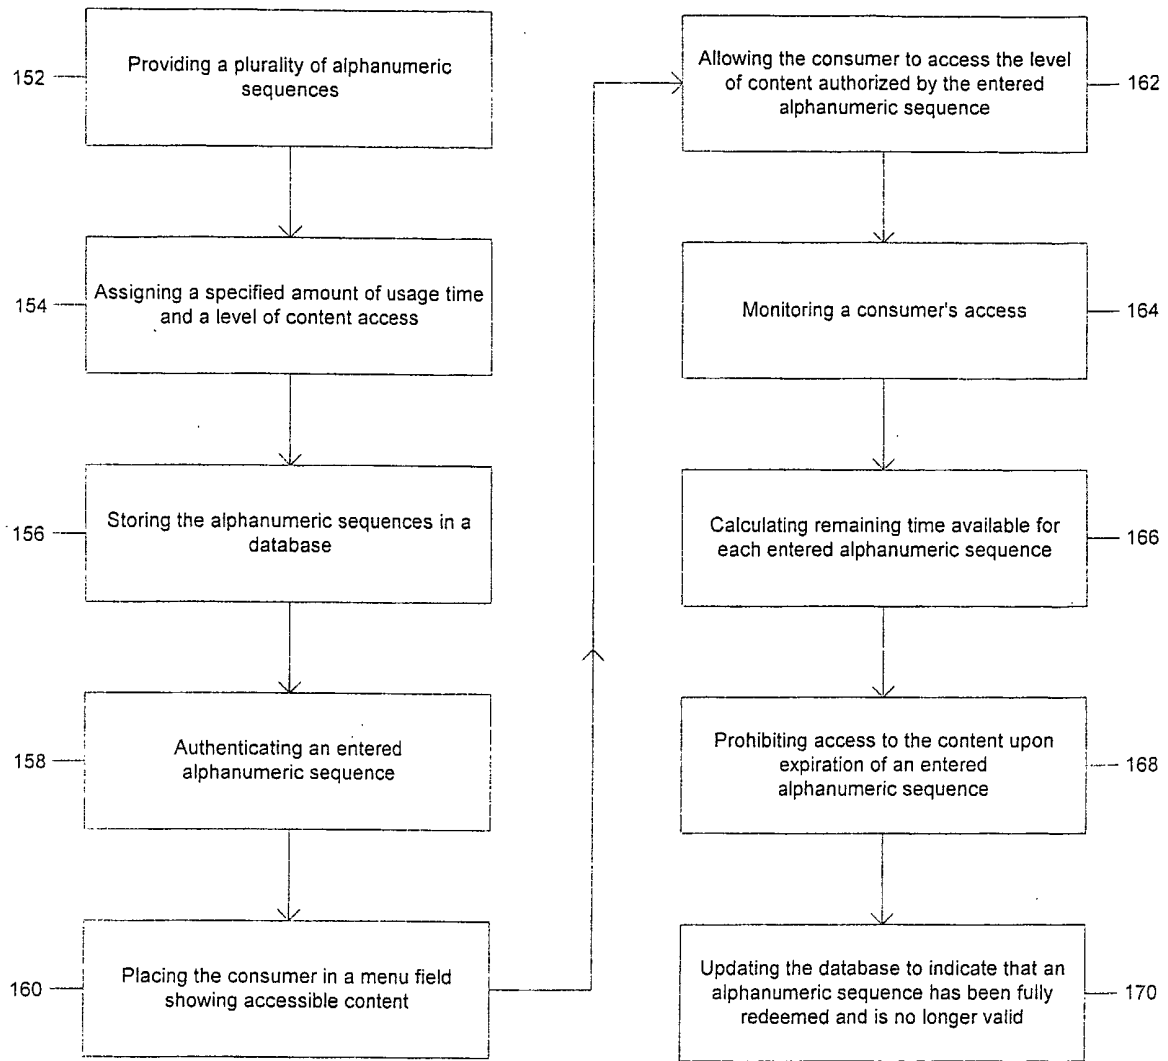 152
Providing a plurality of alphanumeric
sequences
154
Assigning a specified amount of usage time
and a level of content access
156
Storing the alphanumeric sequences in a
database
158
Authenticating an entered
alphanumeric sequence
160
Placing the consumer in a menu field
showing accessible content
Allowing the consumer to access the level
of content authorized by the entered
alphanumeric sequence
162
Monitoring a consumer's access
164
Calculating remaining time available for
each entered alphanumeric sequence
166
Prohibiting access to the content upon
expiration of an entered
alphanumeric sequence
168
Updating the database to indicate that an
alphanumeric sequence has been fully
redeemed and is no longer valid
170